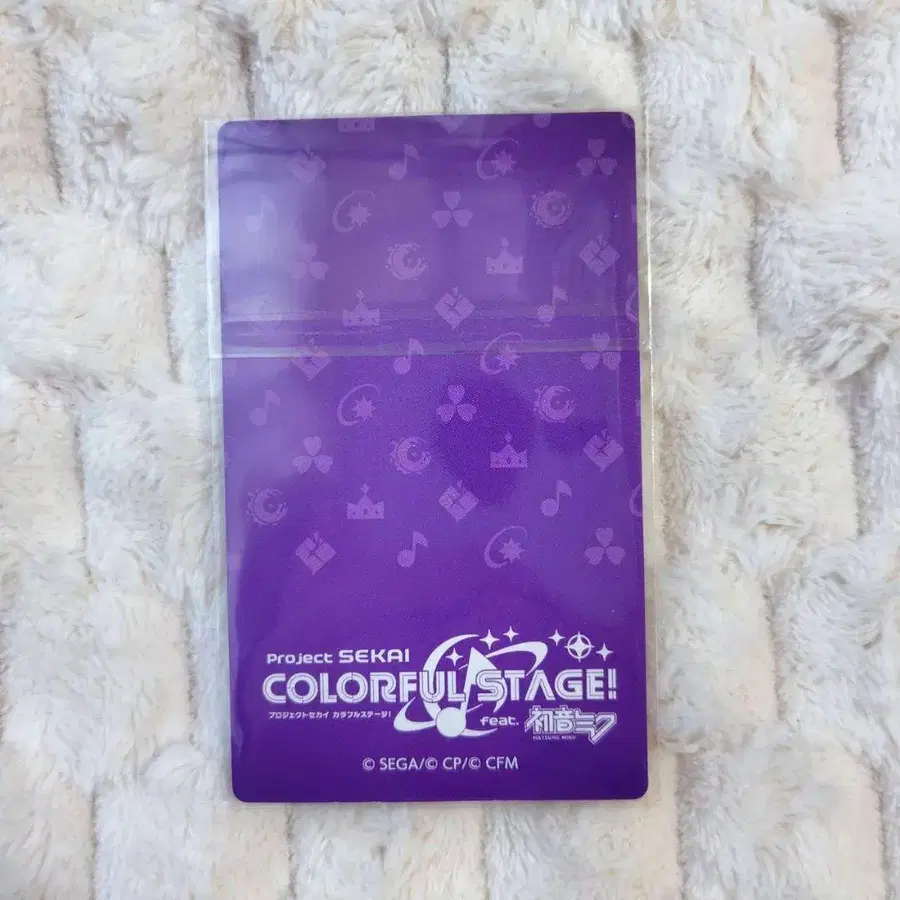 Project SEKAI
COLORFUL STAGE!
プロジェクトセカイ カラフルステージ!
feat. 初音ミク
HATSUNE MIKU
© SEGA/© CP/© CFM